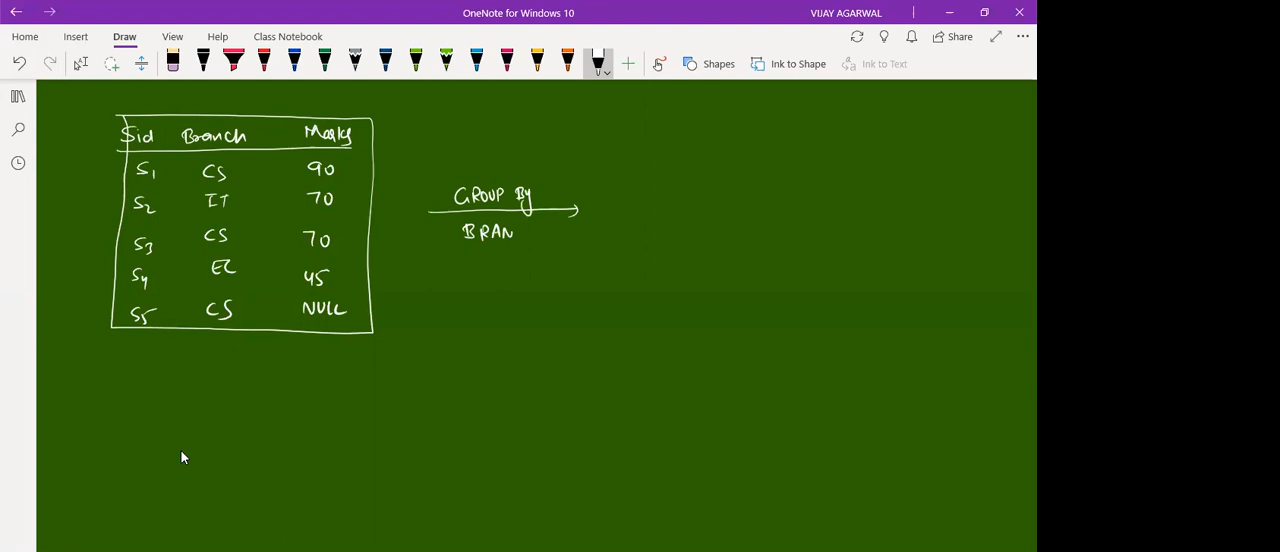 OneNote for Windows 10
VIJAY AGARWAL
Home Insert Draw View Help Class Notebook
Share
Shapes Ink to Shape Ink to Text
Sid Branch Marks
S1 CS 90
S2 IT 70
S3 CS 70
S4 EC 45
S5 CS NULL
GROUP By
BRAN